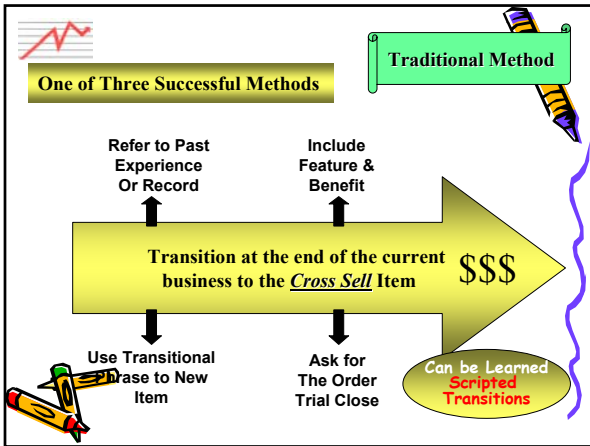 Traditional Method
One of Three Successful Methods
Refer to Past
Experience
Or Record
Include
Feature &
Benefit
Transition at the end of the current
business to the Cross Sell Item
$$$
Use Transitional
Phrase to New
Item
Ask for
The Order
Trial Close
Can be Learned
Scripted
Transitions